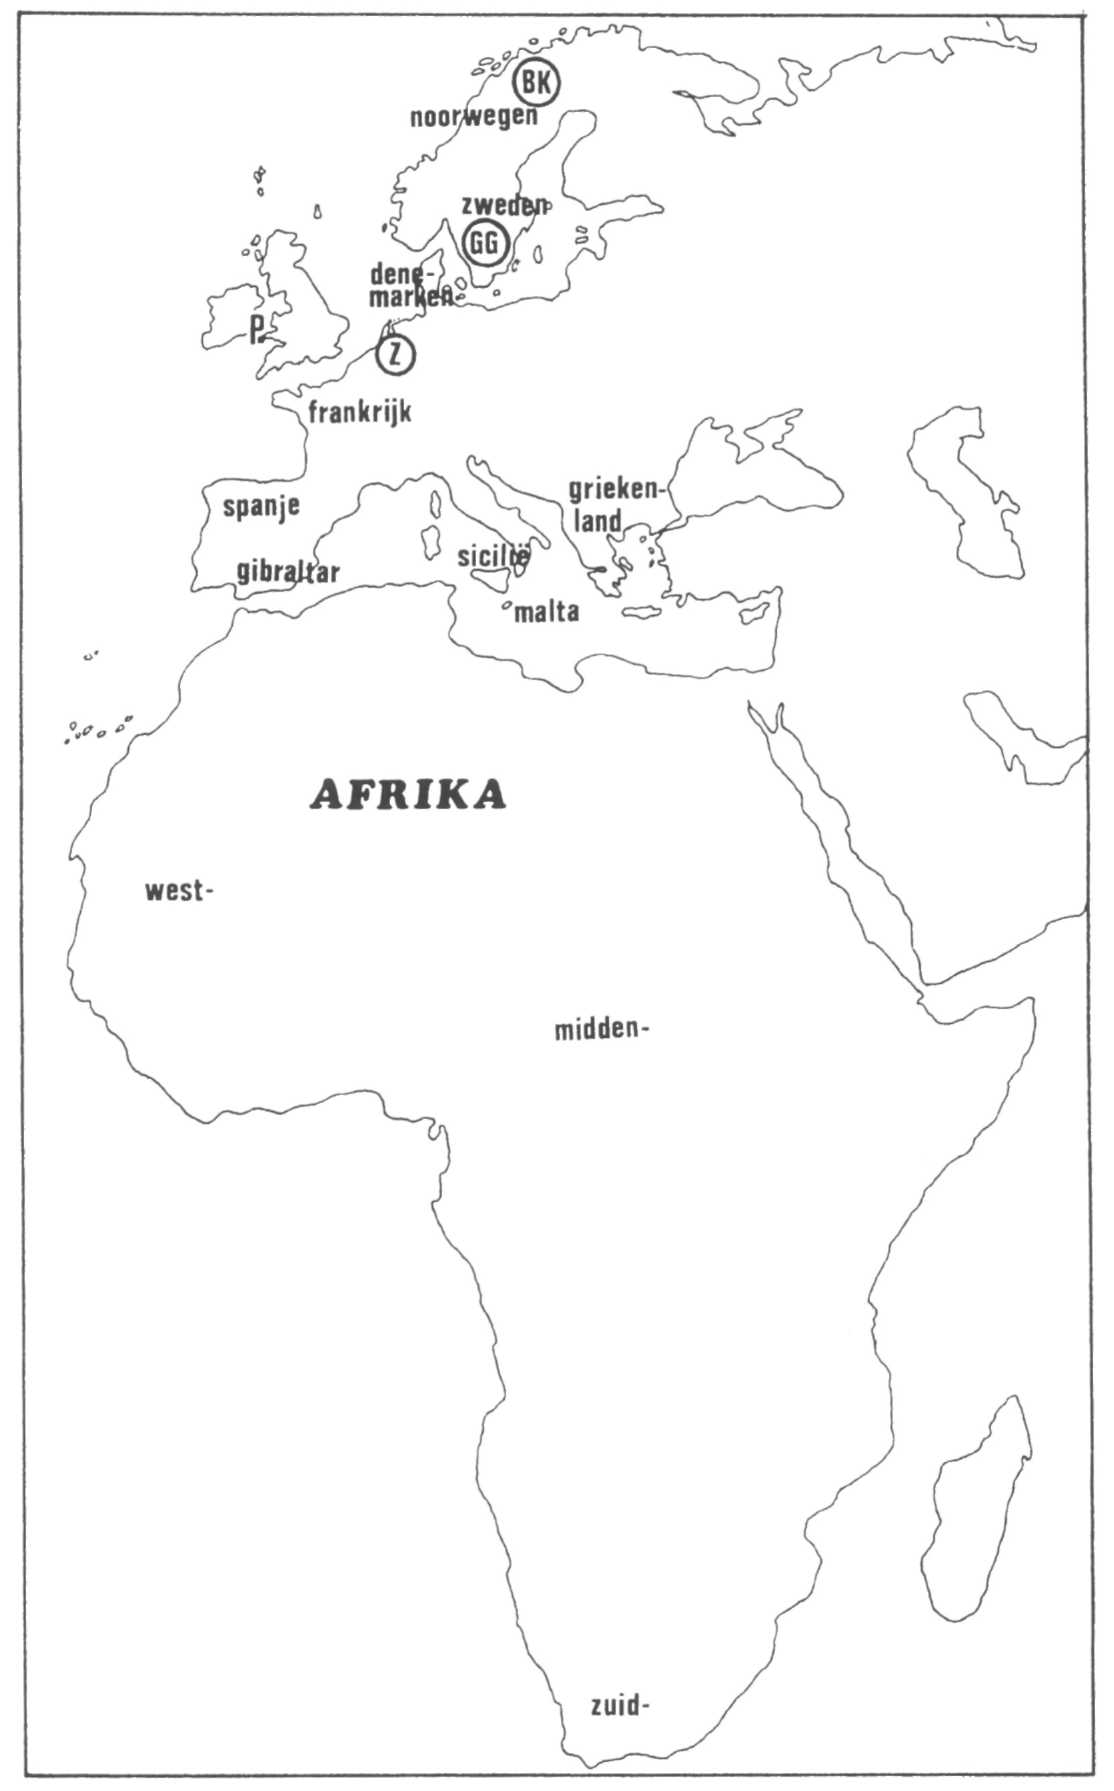 BK
noorwegen
zweden
GG
dene-
marken
P.
Z
frankrijk
grieken-
land
spanje
sicilië
gibraltar
malta
AFRIKA
west-
midden-
zuid-